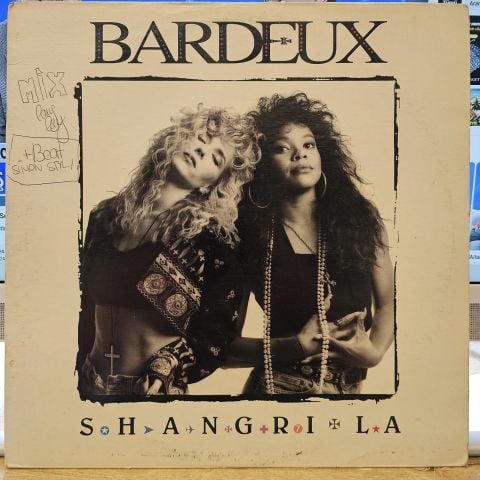 BARDEUX
MIX
+ Beat
SHANGRI LA